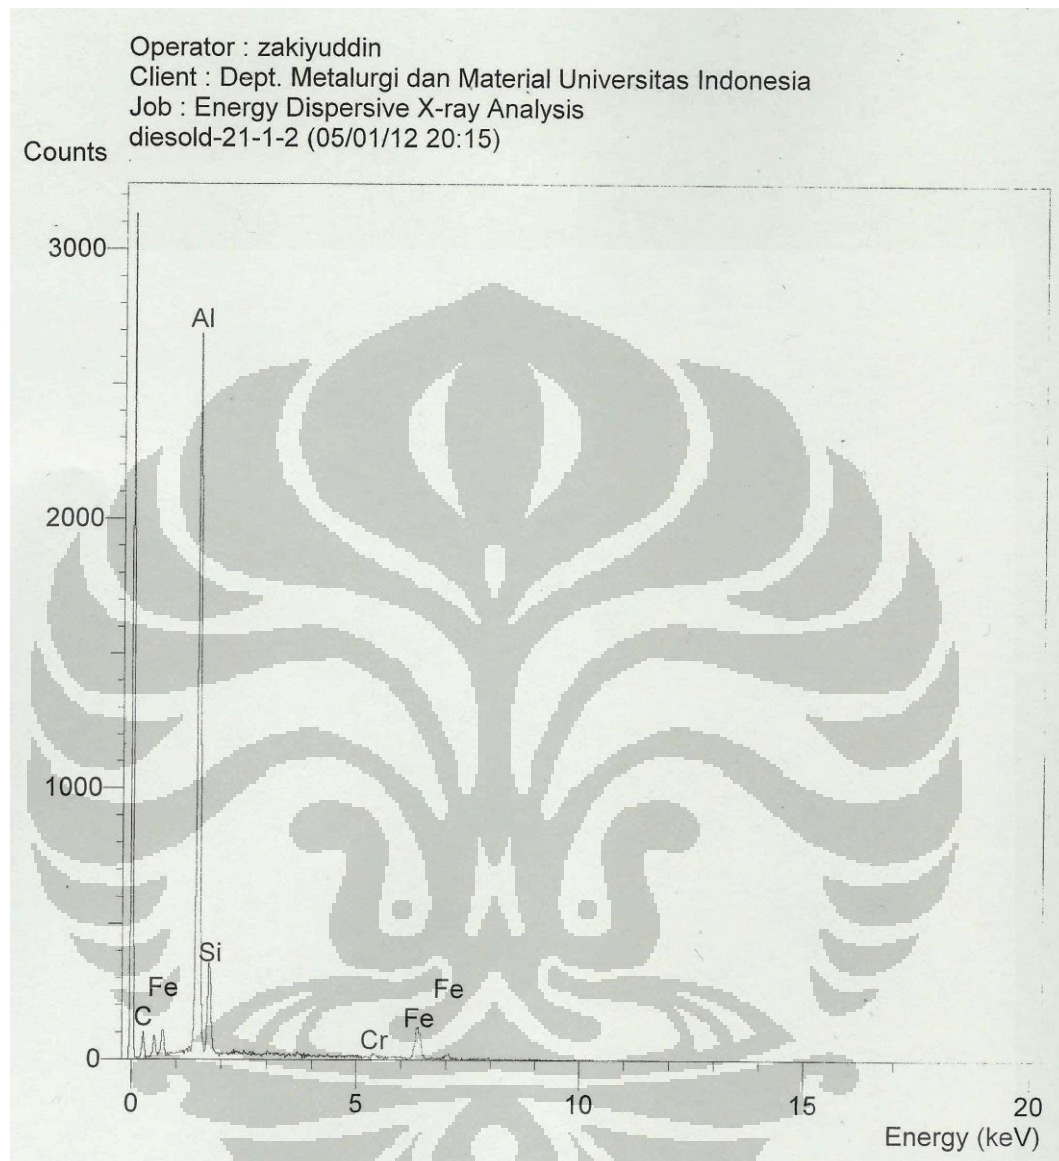 Operator : zakiyuddin
Client : Dept. Metalurgi dan Material Universitas Indonesia
Job : Energy Dispersive X-ray Analysis
diesold-21-1-2 (05/01/12 20:15)
Counts
3000
Al
2000
1000
Si
Fe
Fe
C
Fe
Cr
0
0 5 10 15 20
Energy (keV)